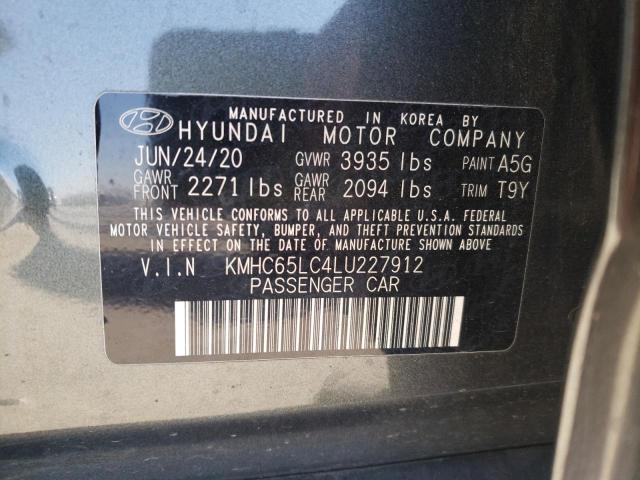 MANUFACTURED IN KOREA BY
HYUNDAI MOTOR COMPANY
JUN/24/20 GVWR 3935 lbs PAINT A5G
GAWR FRONT 2271 lbs GAWR REAR 2094 lbs TRIM T9Y
THIS VEHICLE CONFORMS TO ALL APPLICABLE U.S.A. FEDERAL
MOTOR VEHICLE SAFETY, BUMPER, AND THEFT PREVENTION STANDARDS
IN EFFECT ON THE DATE OF MANUFACTURE SHOWN ABOVE.
V.I.N KMHC65LC4LU227912
PASSENGER CAR